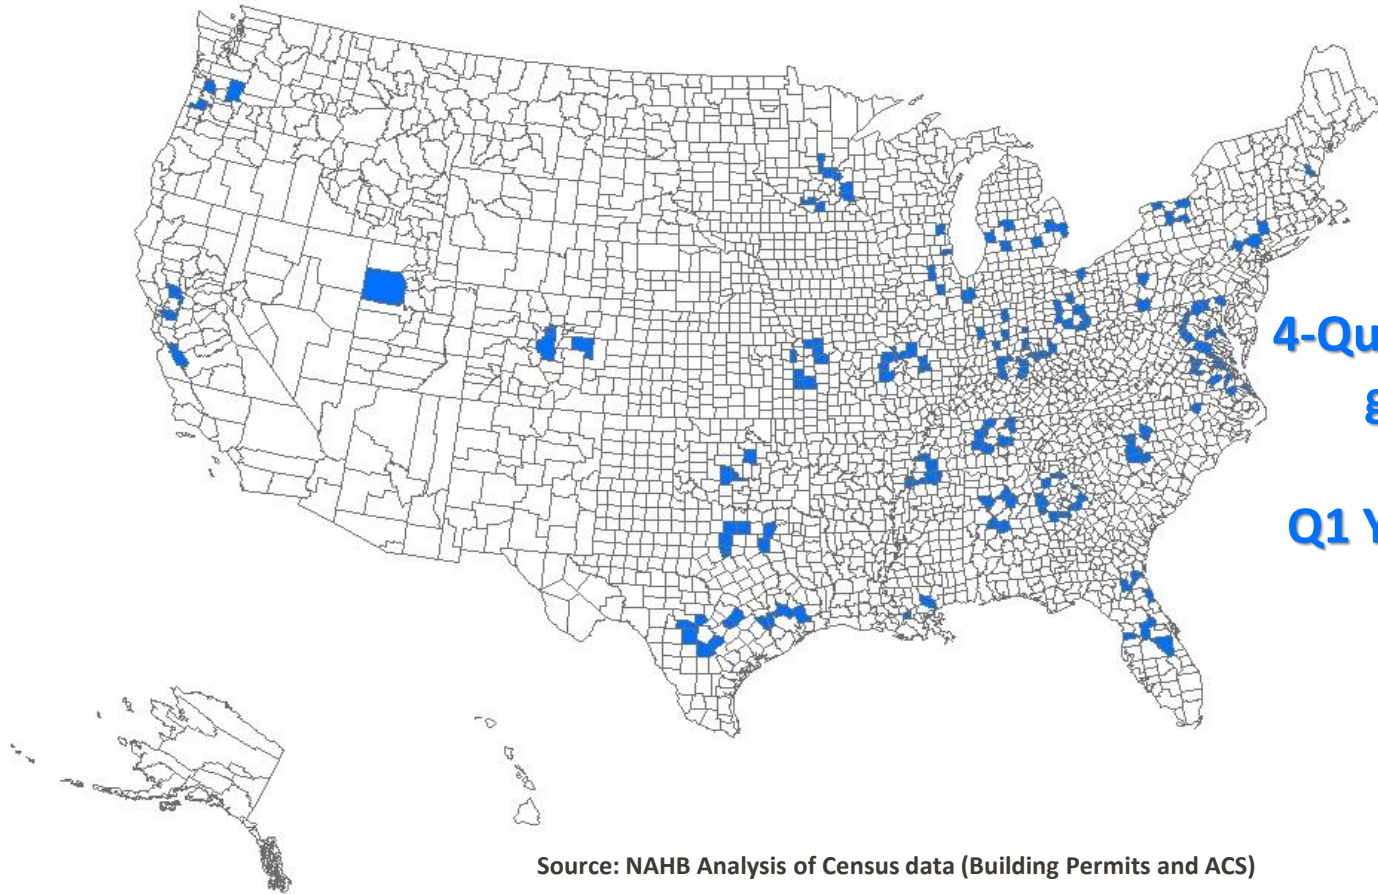 4-Qu
g
Q1 Y
Source: NAHB Analysis of Census data (Building Permits and ACS)